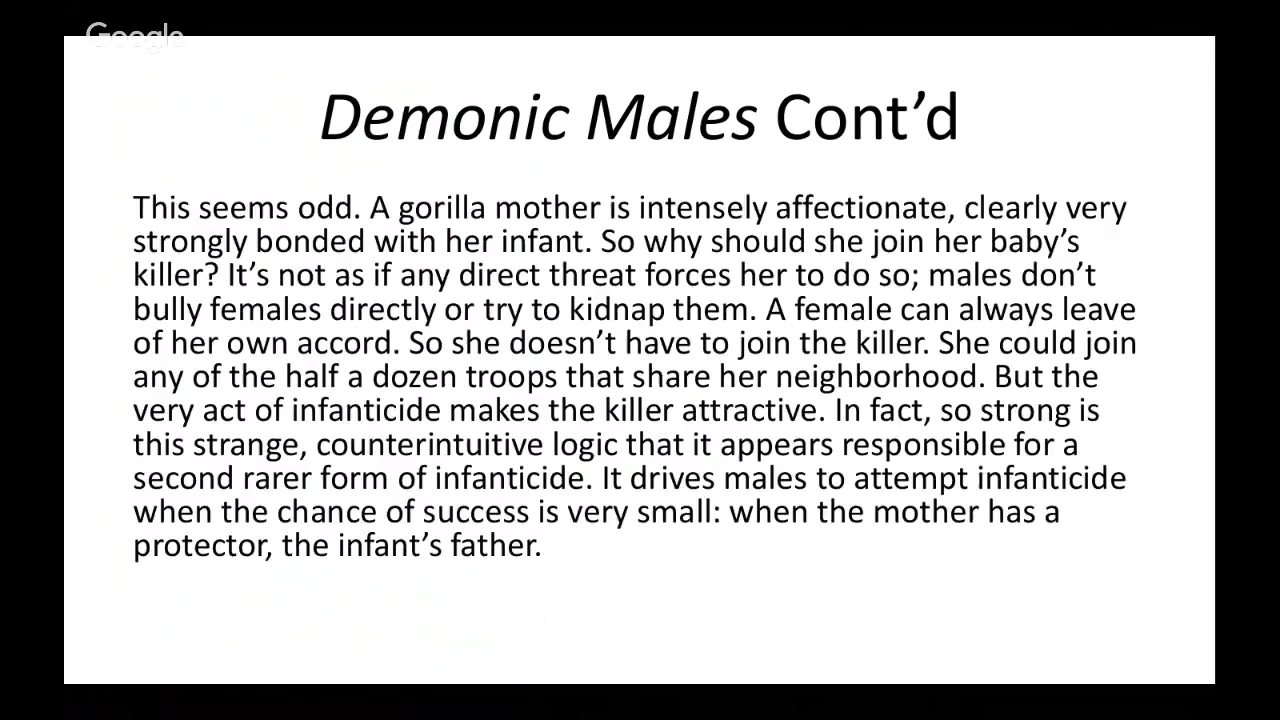 Google
Demonic Males Cont’d
This seems odd. A gorilla mother is intensely affectionate, clearly very
strongly bonded with her infant. So why should she join her baby’s
killer? It’s not as if any direct threat forces her to do so; males don’t
bully females directly or try to kidnap them. A female can always leave
of her own accord. So she doesn’t have to join the killer. She could join
any of the half a dozen troops that share her neighborhood. But the
very act of infanticide makes the killer attractive. In fact, so strong is
this strange, counterintuitive logic that it appears responsible for a
second rarer form of infanticide. It drives males to attempt infanticide
when the chance of success is very small: when the mother has a
protector, the infant’s father.